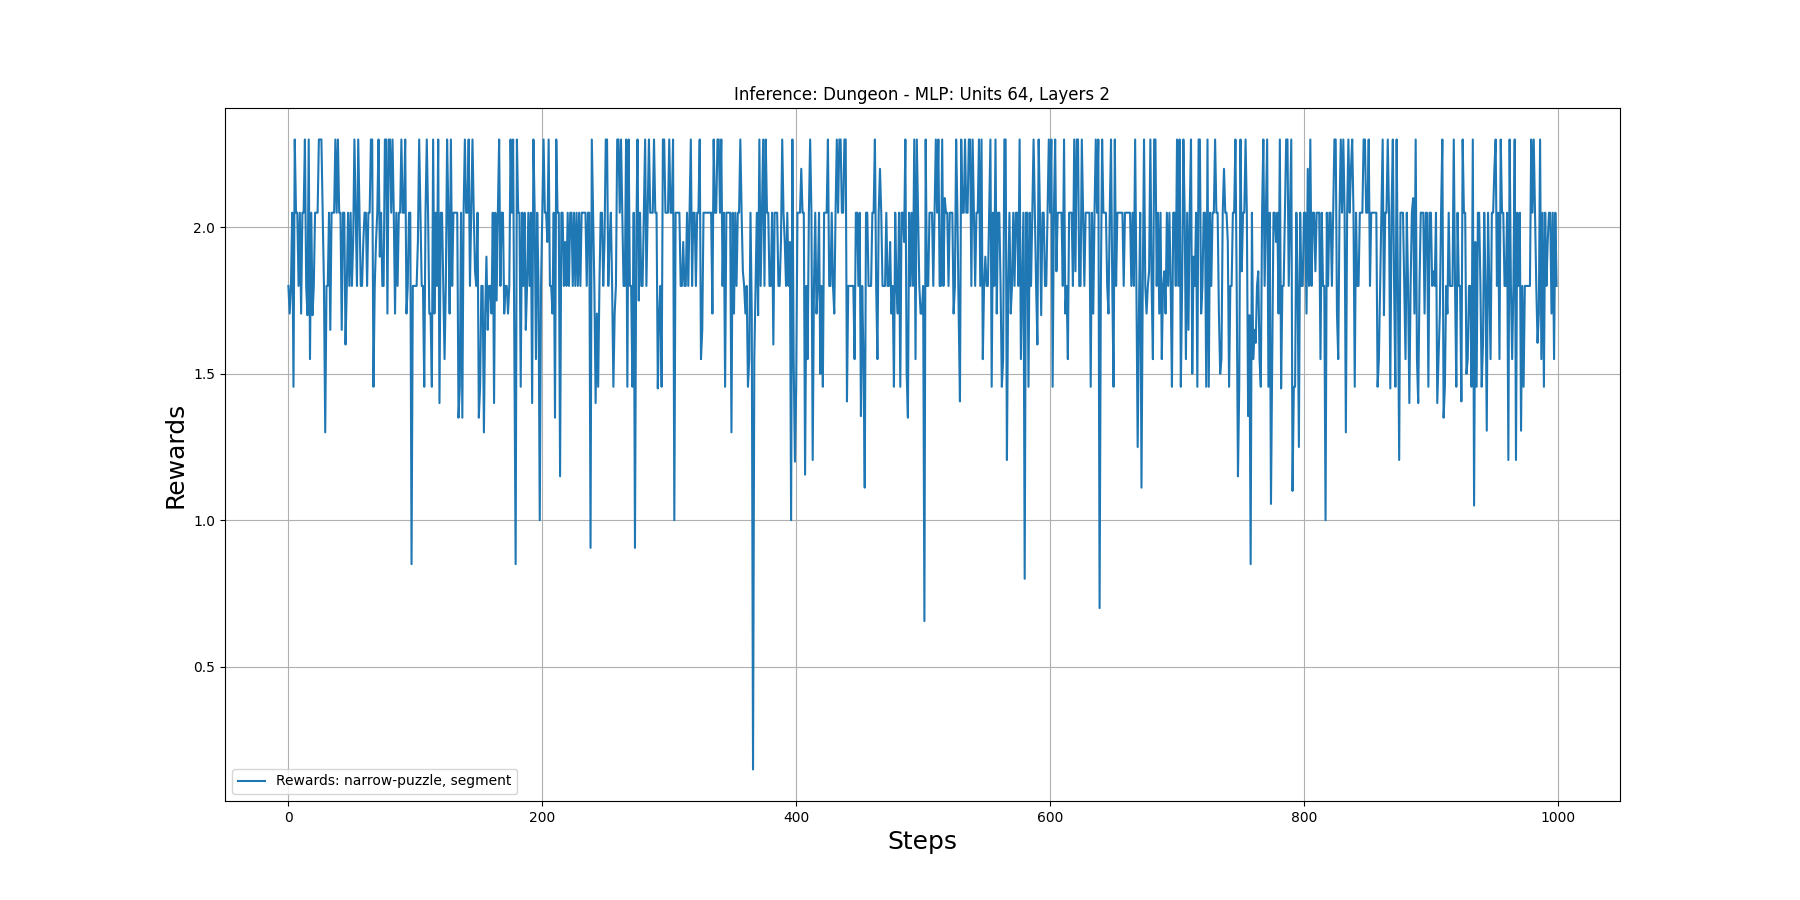 Inference: Dungeon - MLP: Units 64, Layers 2
Rewards
2.0
1.5
1.0
0.5
Rewards: narrow-puzzle, segment
0 200 400 600 800 1000
Steps